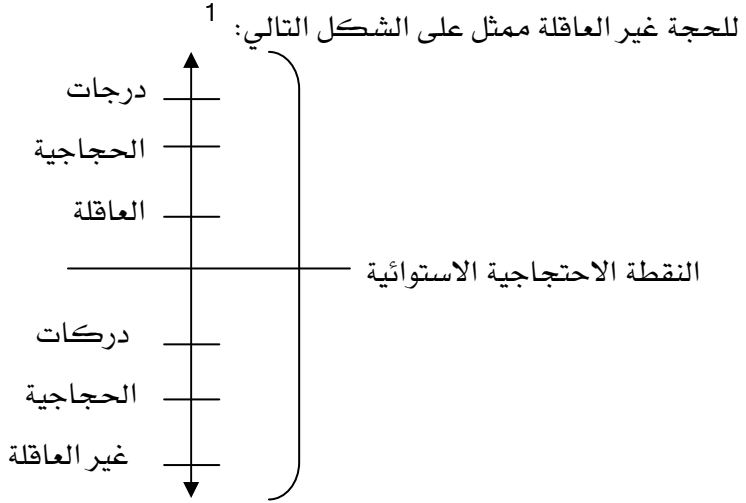 للحجة غير العاقلة ممثل على الشكل التالي: 1
درجات
الحجاجية
العاقلة
النقطة الاحتجاجية الاستوائية
دركات
الحجاجية
غير العاقلة